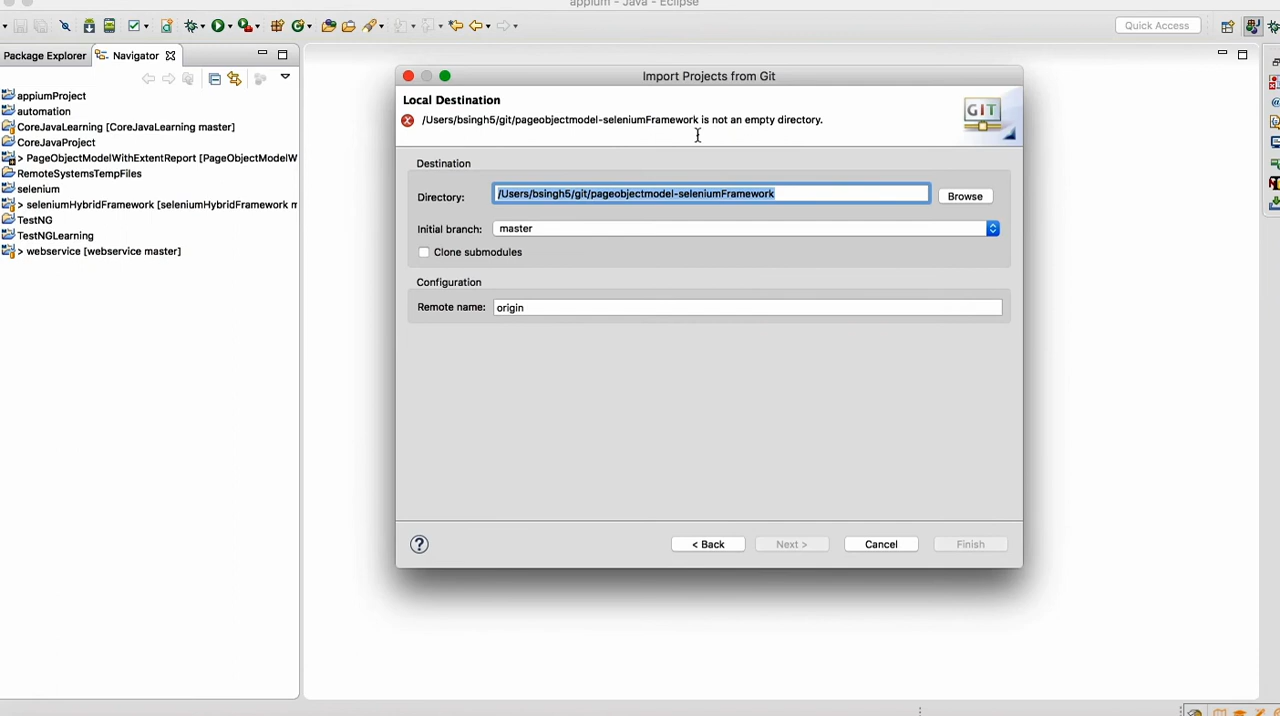 appium - Java - Eclipse
Quick Access
Package Explorer
Navigator
appiumProject
automation
CoreJavaLearning [CoreJavaLearning master]
CoreJavaProject
> PageObjectModelWithExtentReport [PageObjectModelW
RemoteSystemsTempFiles
selenium
> seleniumHybridFramework [seleniumHybridFramework m
TestNG
TestNGLearning
> webservice [webservice master]
Import Projects from Git
Local Destination
/Users/bsingh5/git/pageobjectmodel-seleniumFramework is not an empty directory.
GIT
Destination
Directory: /Users/bsingh5/git/pageobjectmodel-seleniumFramework Browse
Initial branch: master
Clone submodules
Configuration
Remote name: origin
? < Back Next > Cancel Finish